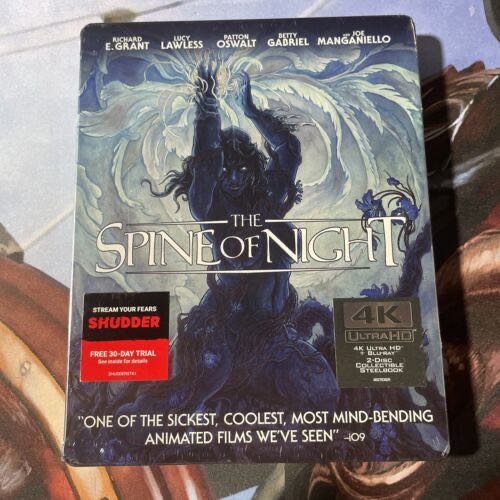 RICHARD E. GRANT
LUCY LAWLESS
PATTON OSWALT
BETTY GABRIEL
AND JOE MANGANIELLO
THE
SPINE OF NIGHT
STREAM YOUR FEARS
SHUDDER
FREE 30-DAY TRIAL
See inside for details
SHUDDERSTK1
4K
ULTRA HD
4K ULTRA HD
+ BLU-RAY
2-DISC
COLLECTIBLE
STEELBOOK
"ONE OF THE SICKEST, COOLEST, MOST MIND-BENDING
ANIMATED FILMS WE'VE SEEN" –iO9